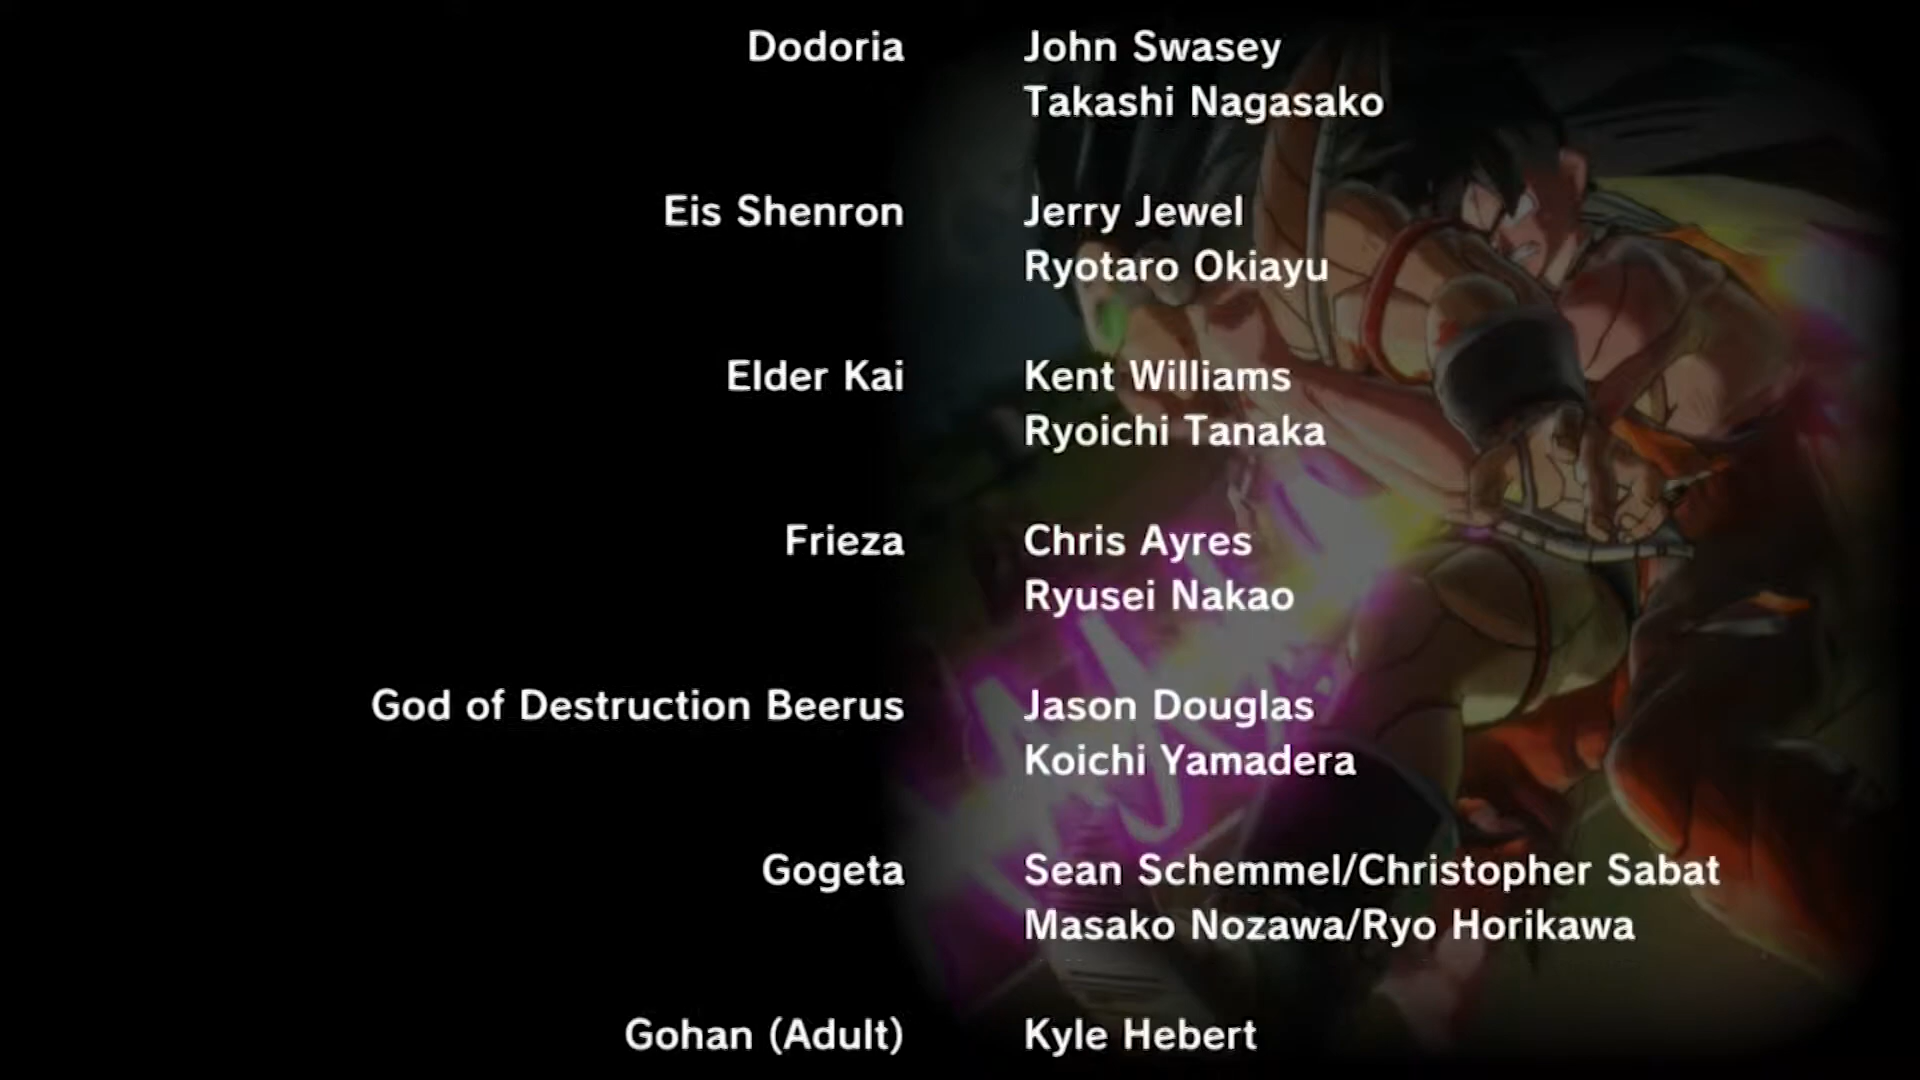 Dodoria John Swasey
Takashi Nagasako
Eis Shenron Jerry Jewel
Ryotaro Okiayu
Elder Kai Kent Williams
Ryoichi Tanaka
Frieza Chris Ayres
Ryusei Nakao
God of Destruction Beerus Jason Douglas
Koichi Yamadera
Gogeta Sean Schemmel/Christopher Sabat
Masako Nozawa/Ryo Horikawa
Gohan (Adult) Kyle Hebert